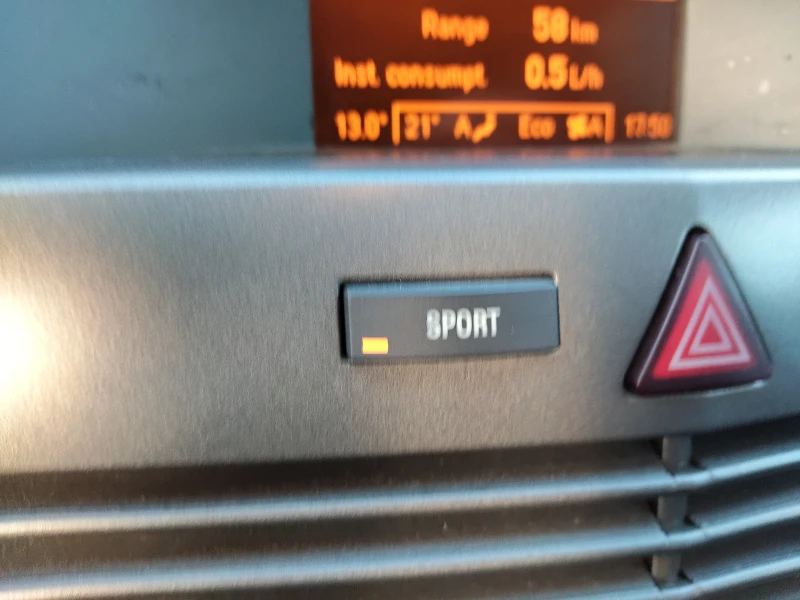 Range 58 km
Inst. consumpt. 0.5 L/h
13.0° 21° A Eco A 17:50
SPORT